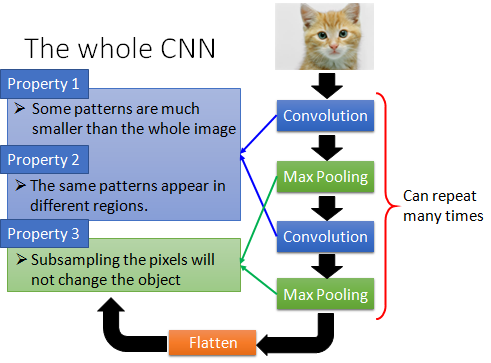 The whole CNN
Property 1
➢ Some patterns are much
smaller than the whole image
Property 2
➢ The same patterns appear in
different regions.
Property 3
➢ Subsampling the pixels will
not change the object
Convolution
Max Pooling
Convolution
Max Pooling
Can repeat
many times
Flatten